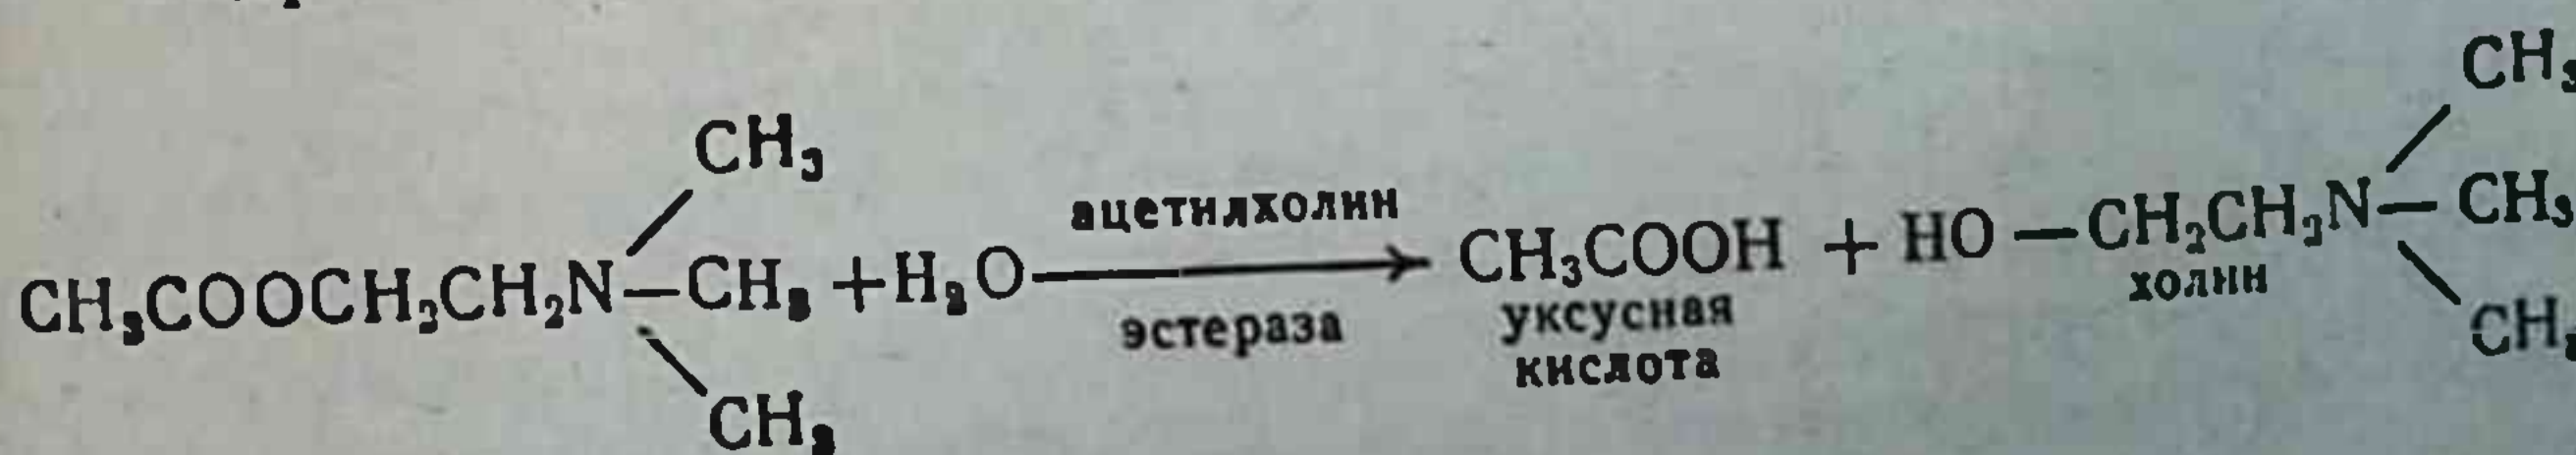 CH₃
CH₃COOCH₂CH₂N—CH₃ + H₂O
CH₃
ацетилхолин
эстераза
CH₃COOH + HO—CH₂CH₂N—CH₃
уксусная
кислота
холин
CH₃
CH₃